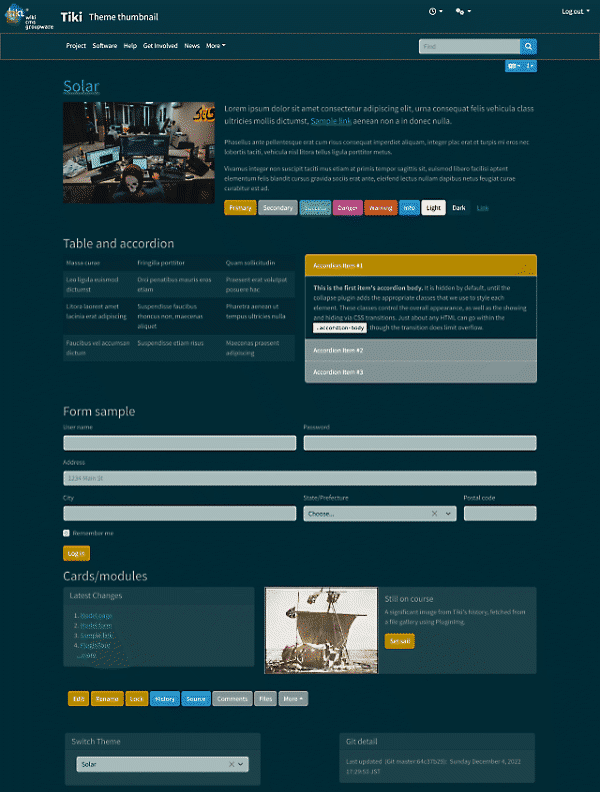 tiki wiki cms groupware
Tiki Theme thumbnail
Log out
Project Software Help Get Involved News More
Find
Solar
Lorem ipsum dolor sit amet consectetur adipiscing elit, urna consequat felis vehicula class
ultricies mollis dictumst, Sample link aenean non a in donec nulla.
Phasellus ante pellentesque erat cum risus consequat imperdiet aliquam, integer plac erat et turpis mi eros nec
lobortis taciti, vehicula nisl litora tellus ligula porttitor metus.
Vivamus integer non suscipit taciti mus etiam at primis tempor sagittis sit, euismod libero facilisi aptent
elementum felis blandit cursus gravida sociis erat ante, eleifend lectus nullam dapibus netus feugiat curae
curabitur est ad.
Primary Secondary Success Danger Warning Info Light Dark Link
Table and accordion
Massa curae Fringilla porttitor Quam sollicitudin
Leo ligula euismod dictumst Orci penatibus mauris eros etiam Praesent erat volutpat posuere hac
Litora laoreet amet lacinia erat adipiscing Suspendisse faucibus rhoncus non, maecenas aliquet Pharetra aenean ut tempus ultricies nulla
Faucibus vel accumsan dictum Suspendisse etiam risus Maecenas praesent adipiscing
Accordion Item #1
This is the first item's accordion body. It is hidden by default, until the
collapse plugin adds the appropriate classes that we use to style each
element. These classes control the overall appearance, as well as the showing
and hiding via CSS transitions. Just about any HTML can go within the
.accordion-body though the transition does limit overflow.
Accordion Item #2
Accordion Item #3
Form sample
User name Password
Address
1234 Main St
City State/Prefecture Postal code
Choose...
Remember me
Log in
Cards/modules
Latest Changes
1. Model page
2. Model form
3. Sample link
4. PluginTour
...more
Still on course
A significant image from Tiki's history, fetched from
a file gallery using PluginImg.
Set sail
Edit Rename Lock History Source Comments Files More
Switch Theme
Solar
Git detail
Last updated (Git master:64c37b25): Sunday December 4, 2022
17:29:55 JST